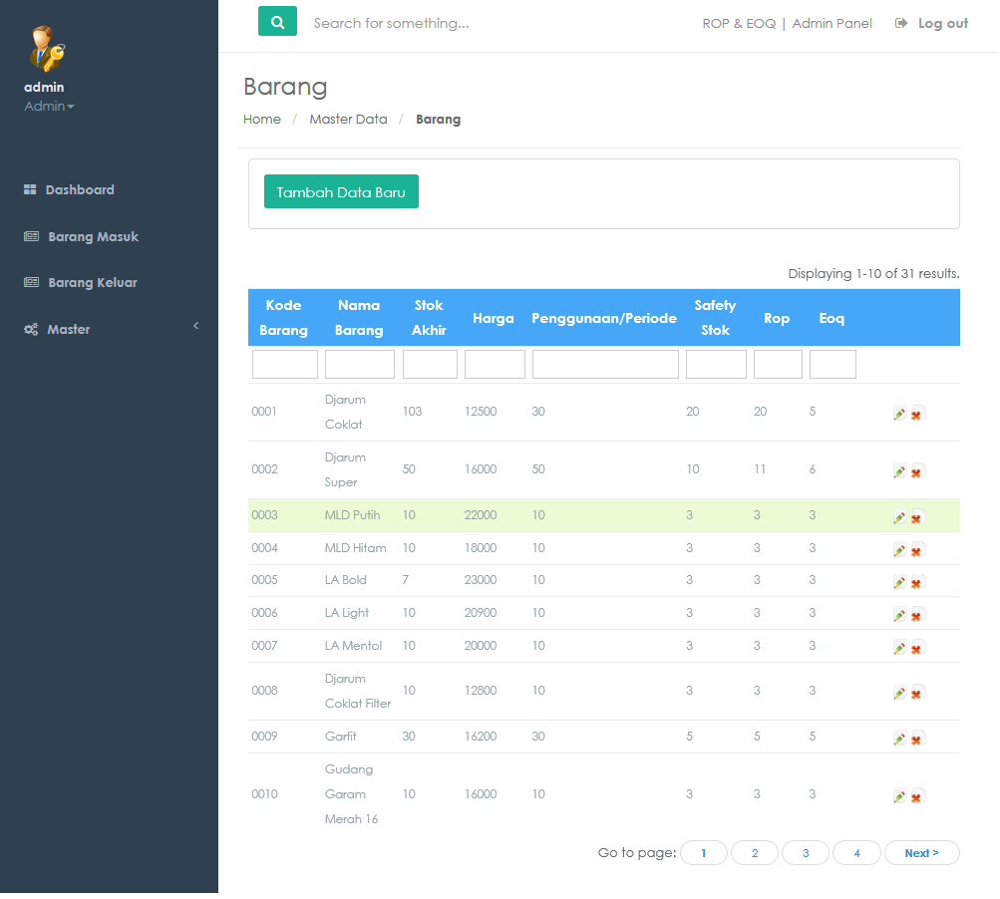 Search for something...
ROP & EOQ | Admin Panel
Log out
admin
Admin
Dashboard
Barang Masuk
Barang Keluar
Master
Barang
Home / Master Data / Barang
Tambah Data Baru
Displaying 1-10 of 31 results.
Kode Barang Nama Barang Stok Akhir Harga Penggunaan/Periode Safety Stok Rop Eoq
0001 Djarum Coklat 103 12500 30 20 20 5
0002 Djarum Super 50 16000 50 10 11 6
0003 MLD Putih 10 22000 10 3 3 3
0004 MLD Hitam 10 18000 10 3 3 3
0005 LA Bold 7 23000 10 3 3 3
0006 LA Light 10 20900 10 3 3 3
0007 LA Mentol 10 20000 10 3 3 3
0008 Djarum Coklat Filter 10 12800 10 3 3 3
0009 Garfit 30 16200 30 5 5 5
0010 Gudang Garam Merah 16 10 16000 10 3 3 3
Go to page: 1 2 3 4 Next >